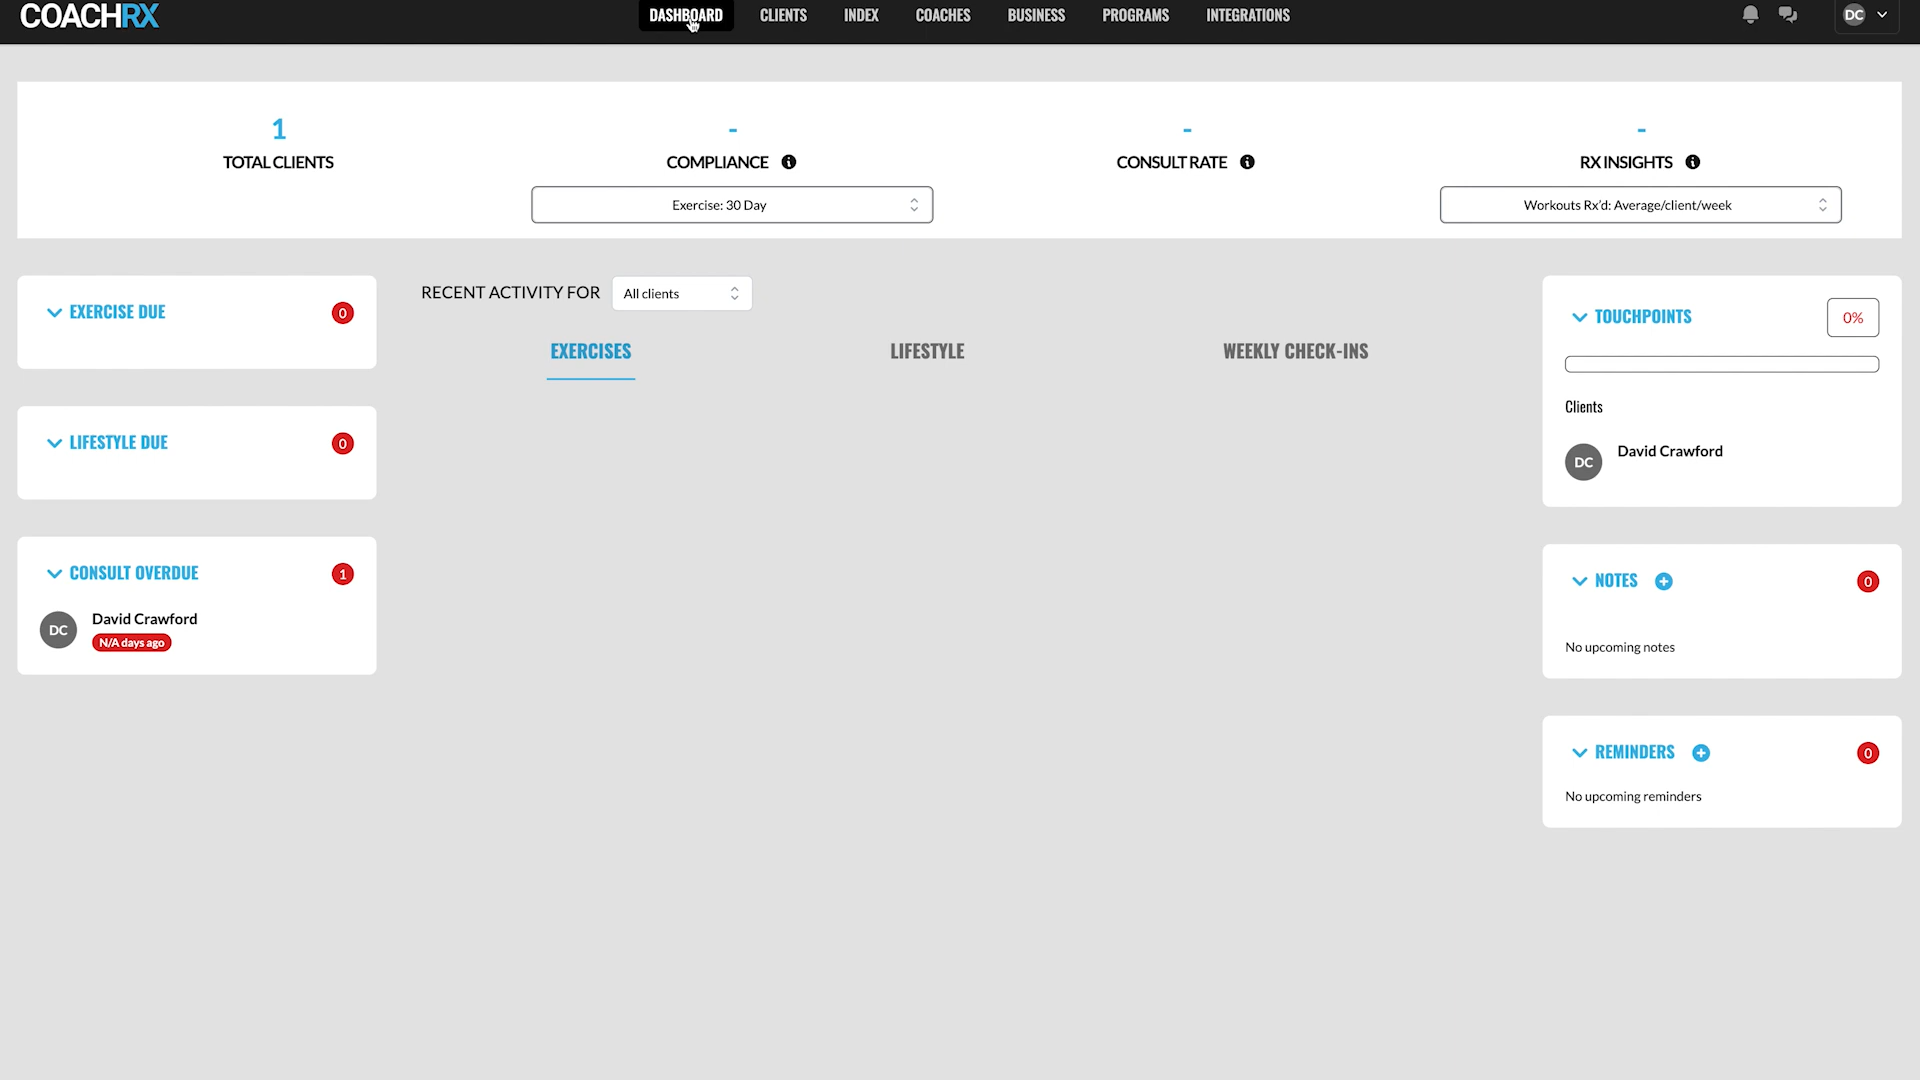 COACHRX
DASHBOARD CLIENTS INDEX COACHES BUSINESS PROGRAMS INTEGRATIONS
DC
1
TOTAL CLIENTS
-
COMPLIANCE
Exercise: 30 Day
-
CONSULT RATE
-
RX INSIGHTS
Workouts Rx'd: Average/client/week
EXERCISE DUE 0
LIFESTYLE DUE 0
CONSULT OVERDUE 1
DC David Crawford
N/A days ago
RECENT ACTIVITY FOR All clients
EXERCISES LIFESTYLE WEEKLY CHECK-INS
TOUCHPOINTS 0%
Clients
DC David Crawford
NOTES 0
No upcoming notes
REMINDERS 0
No upcoming reminders